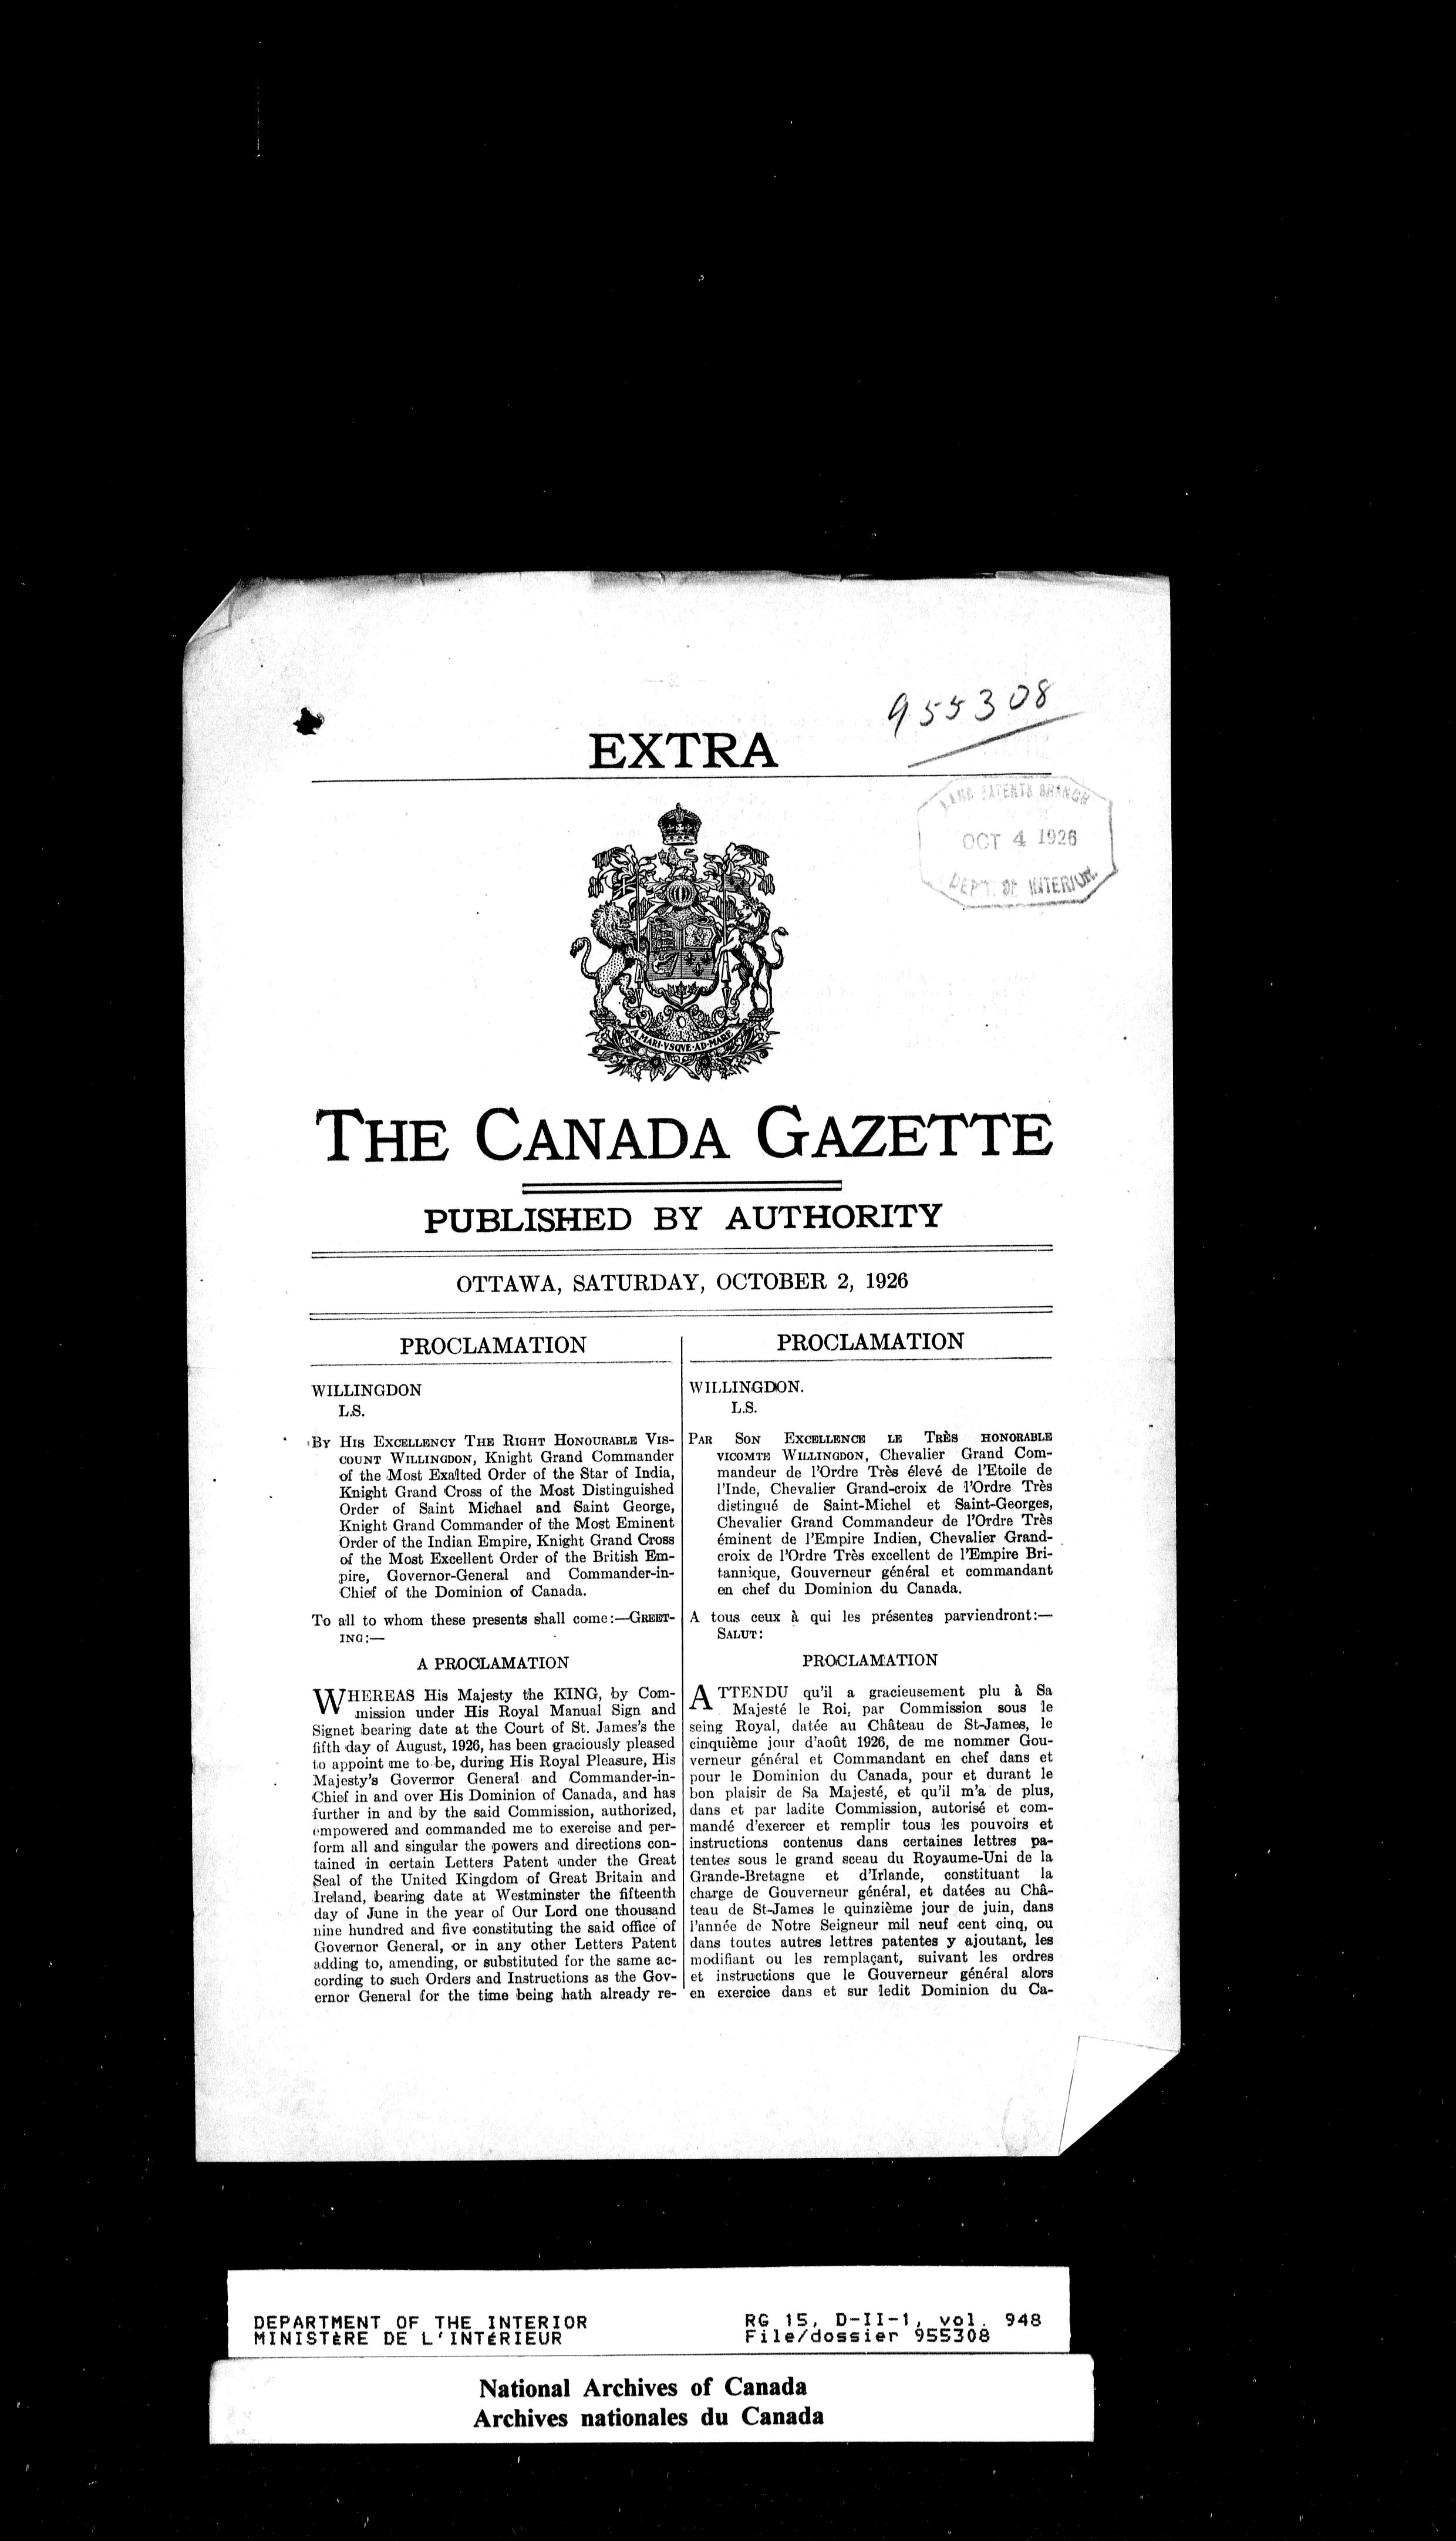 955308
EXTRA
LAND PATENTS BRANCH
OCT 4 1926
DEPT. OF INTERIOR
A MARI·VSQVE·AD·MARE
THE CANADA GAZETTE
PUBLISHED BY AUTHORITY
OTTAWA, SATURDAY, OCTOBER 2, 1926
PROCLAMATION
WILLINGDON
L.S.
BY HIS EXCELLENCY THE RIGHT HONOURABLE VIS-
COUNT WILLINGDON, Knight Grand Commander
of the Most Exalted Order of the Star of India,
Knight Grand Cross of the Most Distinguished
Order of Saint Michael and Saint George,
Knight Grand Commander of the Most Eminent
Order of the Indian Empire, Knight Grand Cross
of the Most Excellent Order of the British Em-
pire, Governor-General and Commander-in-
Chief of the Dominion of Canada.
To all to whom these presents shall come:—GREET-
ING:—
A PROCLAMATION
WHEREAS His Majesty the KING, by Com-
mission under His Royal Manual Sign and
Signet bearing date at the Court of St. James's the
fifth day of August, 1926, has been graciously pleased
to appoint me to be, during His Royal Pleasure, His
Majesty's Governor General and Commander-in-
Chief in and over His Dominion of Canada, and has
further in and by the said Commission, authorized,
empowered and commanded me to exercise and per-
form all and singular the powers and directions con-
tained in certain Letters Patent under the Great
Seal of the United Kingdom of Great Britain and
Ireland, bearing date at Westminster the fifteenth
day of June in the year of Our Lord one thousand
nine hundred and five constituting the said office of
Governor General, or in any other Letters Patent
adding to, amending, or substituted for the same ac-
cording to such Orders and Instructions as the Gov-
ernor General for the time being hath already re-
PROCLAMATION
WILLINGDON.
L.S.
PAR SON EXCELLENCE LE TRÈS HONORABLE
VICOMTE WILLINGDON, Chevalier Grand Com-
mandeur de l'Ordre Très élevé de l'Etoile de
l'Inde, Chevalier Grand-croix de l'Ordre Très
distingué de Saint-Michel et Saint-Georges,
Chevalier Grand Commandeur de l'Ordre Très
éminent de l'Empire Indien, Chevalier Grand-
croix de l'Ordre Très excellent de l'Empire Bri-
tannique, Gouverneur général et commandant
en chef du Dominion du Canada.
A tous ceux à qui les présentes parviendront:—
SALUT:
PROCLAMATION
ATTENDU qu'il a gracieusement plu à Sa
Majesté le Roi, par Commission sous le
seing Royal, datée au Château de St-James, le
cinquième jour d'août 1926, de me nommer Gou-
verneur général et Commandant en chef dans et
pour le Dominion du Canada, pour et durant le
bon plaisir de Sa Majesté, et qu'il m'a de plus,
dans et par ladite Commission, autorisé et com-
mandé d'exercer et remplir tous les pouvoirs et
instructions contenus dans certaines lettres pa-
tentes sous le grand sceau du Royaume-Uni de la
Grande-Bretagne et d'Irlande, constituant la
charge de Gouverneur général, et datées au Châ-
teau de St-James le quinzième jour de juin, dans
l'année de Notre Seigneur mil neuf cent cinq, ou
dans toutes autres lettres patentes y ajoutant, les
modifiant ou les remplaçant, suivant les ordres
et instructions que le Gouverneur général alors
en exercice dans et sur ledit Dominion du Ca-
DEPARTMENT OF THE INTERIOR
MINISTÈRE DE L'INTÉRIEUR
RG 15, D-II-1, vol. 948
File/dossier 955308
National Archives of Canada
Archives nationales du Canada